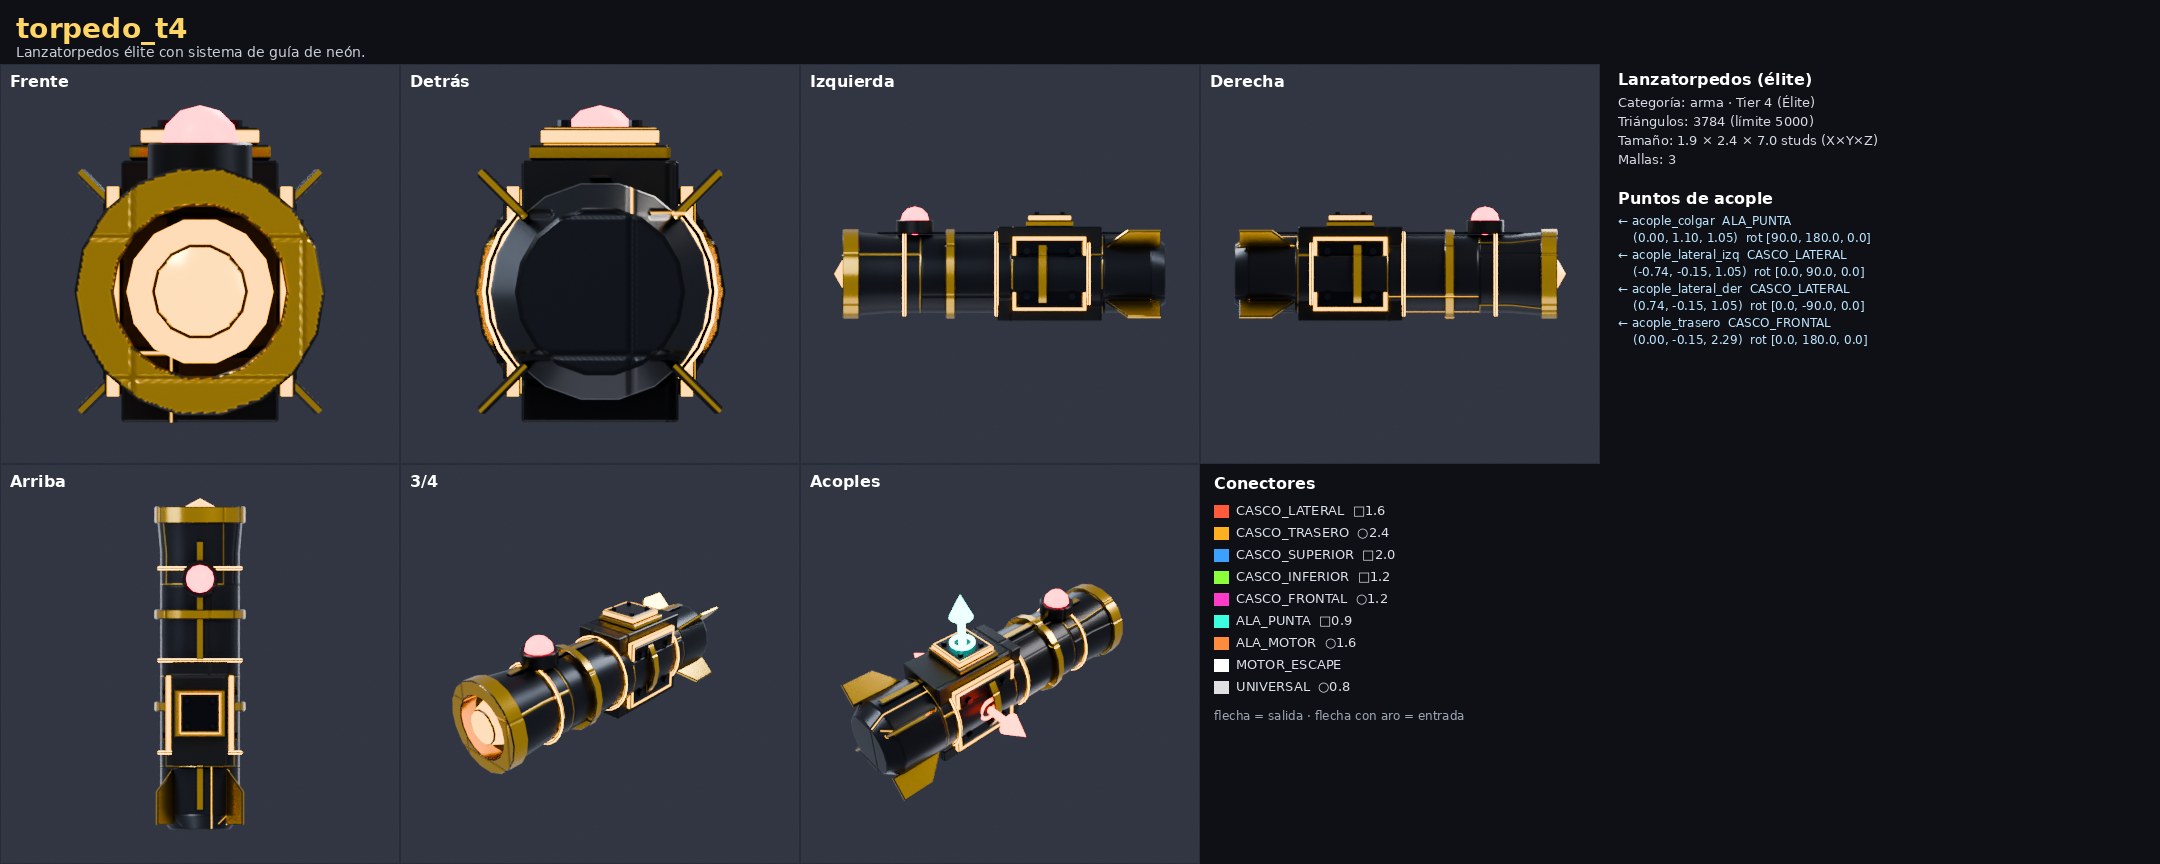 torpedo_t4
Lanzatorpedos élite con sistema de guía de neón.
Frente
Detrás
Izquierda
Derecha
Lanzatorpedos (élite)
Categoría: arma · Tier 4 (Élite)
Triángulos: 3784 (límite 5000)
Tamaño: 1.9 × 2.4 × 7.0 studs (X×Y×Z)
Mallas: 3
Puntos de acople
← acople_colgar ALA_PUNTA
(0.00, 1.10, 1.05) rot [90.0, 180.0, 0.0]
← acople_lateral_izq CASCO_LATERAL
(-0.74, -0.15, 1.05) rot [0.0, 90.0, 0.0]
← acople_lateral_der CASCO_LATERAL
(0.74, -0.15, 1.05) rot [0.0, -90.0, 0.0]
← acople_trasero CASCO_FRONTAL
(0.00, -0.15, 2.29) rot [0.0, 180.0, 0.0]
Arriba
3/4
Acoples
Conectores
CASCO_LATERAL □1.6
CASCO_TRASERO ○2.4
CASCO_SUPERIOR □2.0
CASCO_INFERIOR □1.2
CASCO_FRONTAL ○1.2
ALA_PUNTA □0.9
ALA_MOTOR ○1.6
MOTOR_ESCAPE
UNIVERSAL ○0.8
flecha = salida · flecha con aro = entrada